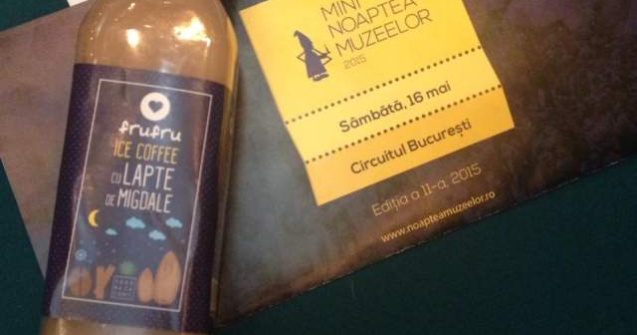 frufru
ICE COFFEE
CU LAPTE
DE MIGDALE
MINI
NOAPTEA
MUZEELOR
2015
Sâmbătă, 16 mai
Circuitul București
Ediția a 11-a, 2015
www.noapteamuzeelor.ro